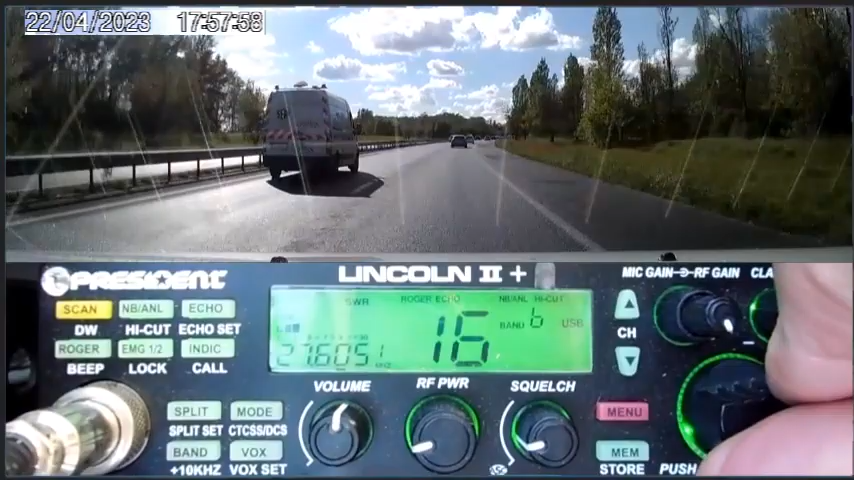 22/04/2023 17:57:58
PRESIDENT LINCOLN II + MIC GAIN RF GAIN CLA
SCAN NB/ANL ECHO
DW HI-CUT ECHO SET
ROGER EMG 1/2 INDIC
BEEP LOCK CALL
SWR ROGER ECHO NB/ANL HI-CUT
16 BAND b USB
27.605
CH
VOLUME RF PWR SQUELCH
SPLIT MODE
SPLIT SET CTCSS/DCS
BAND VOX
+10KHZ VOX SET
MENU
MEM
STORE PUSH